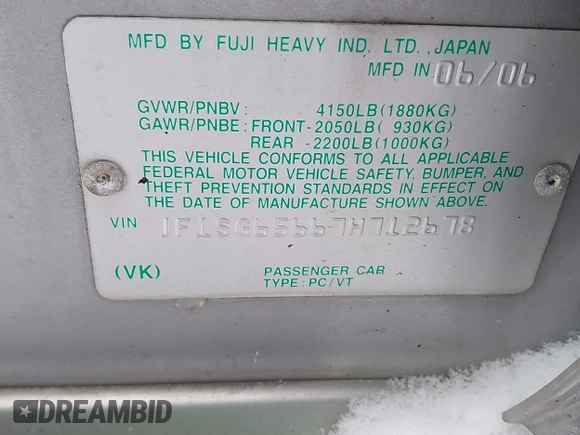 MFD BY FUJI HEAVY IND. LTD., JAPAN
MFD IN 06/06
GVWR/PNBV: 4150LB(1880KG)
GAWR/PNBE: FRONT-2050LB( 930KG)
REAR -2200LB(1000KG)
THIS VEHICLE CONFORMS TO ALL APPLICABLE
FEDERAL MOTOR VEHICLE SAFETY, BUMPER, AND
THEFT PREVENTION STANDARDS IN EFFECT ON
THE DATE OF MANUFACTURE SHOWN ABOVE.
VIN JF1SG65667H712678
(VK) PASSENGER CAR
TYPE:PC/VT
DREAMBID